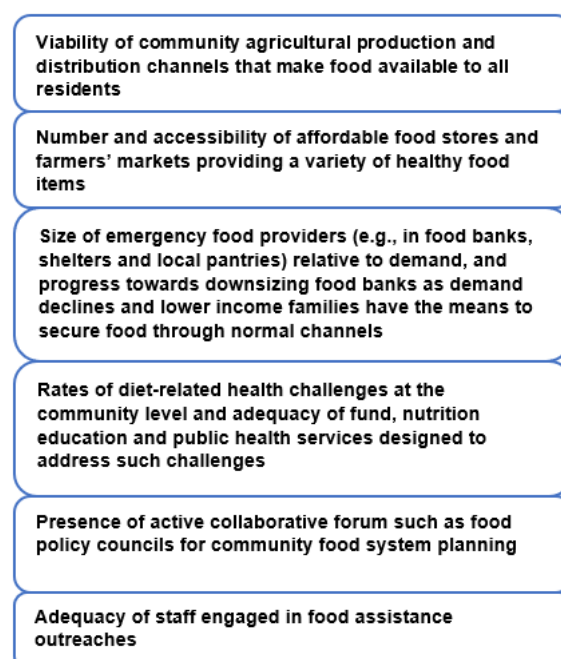 Viability of community agricultural production and
distribution channels that make food available to all
residents
Number and accessibility of affordable food stores and
farmers’ markets providing a variety of healthy food
items
Size of emergency food providers (e.g., in food banks,
shelters and local pantries) relative to demand, and
progress towards downsizing food banks as demand
declines and lower income families have the means to
secure food through normal channels
Rates of diet-related health challenges at the
community level and adequacy of fund, nutrition
education and public health services designed to
address such challenges
Presence of active collaborative forum such as food
policy councils for community food system planning
Adequacy of staff engaged in food assistance
outreaches